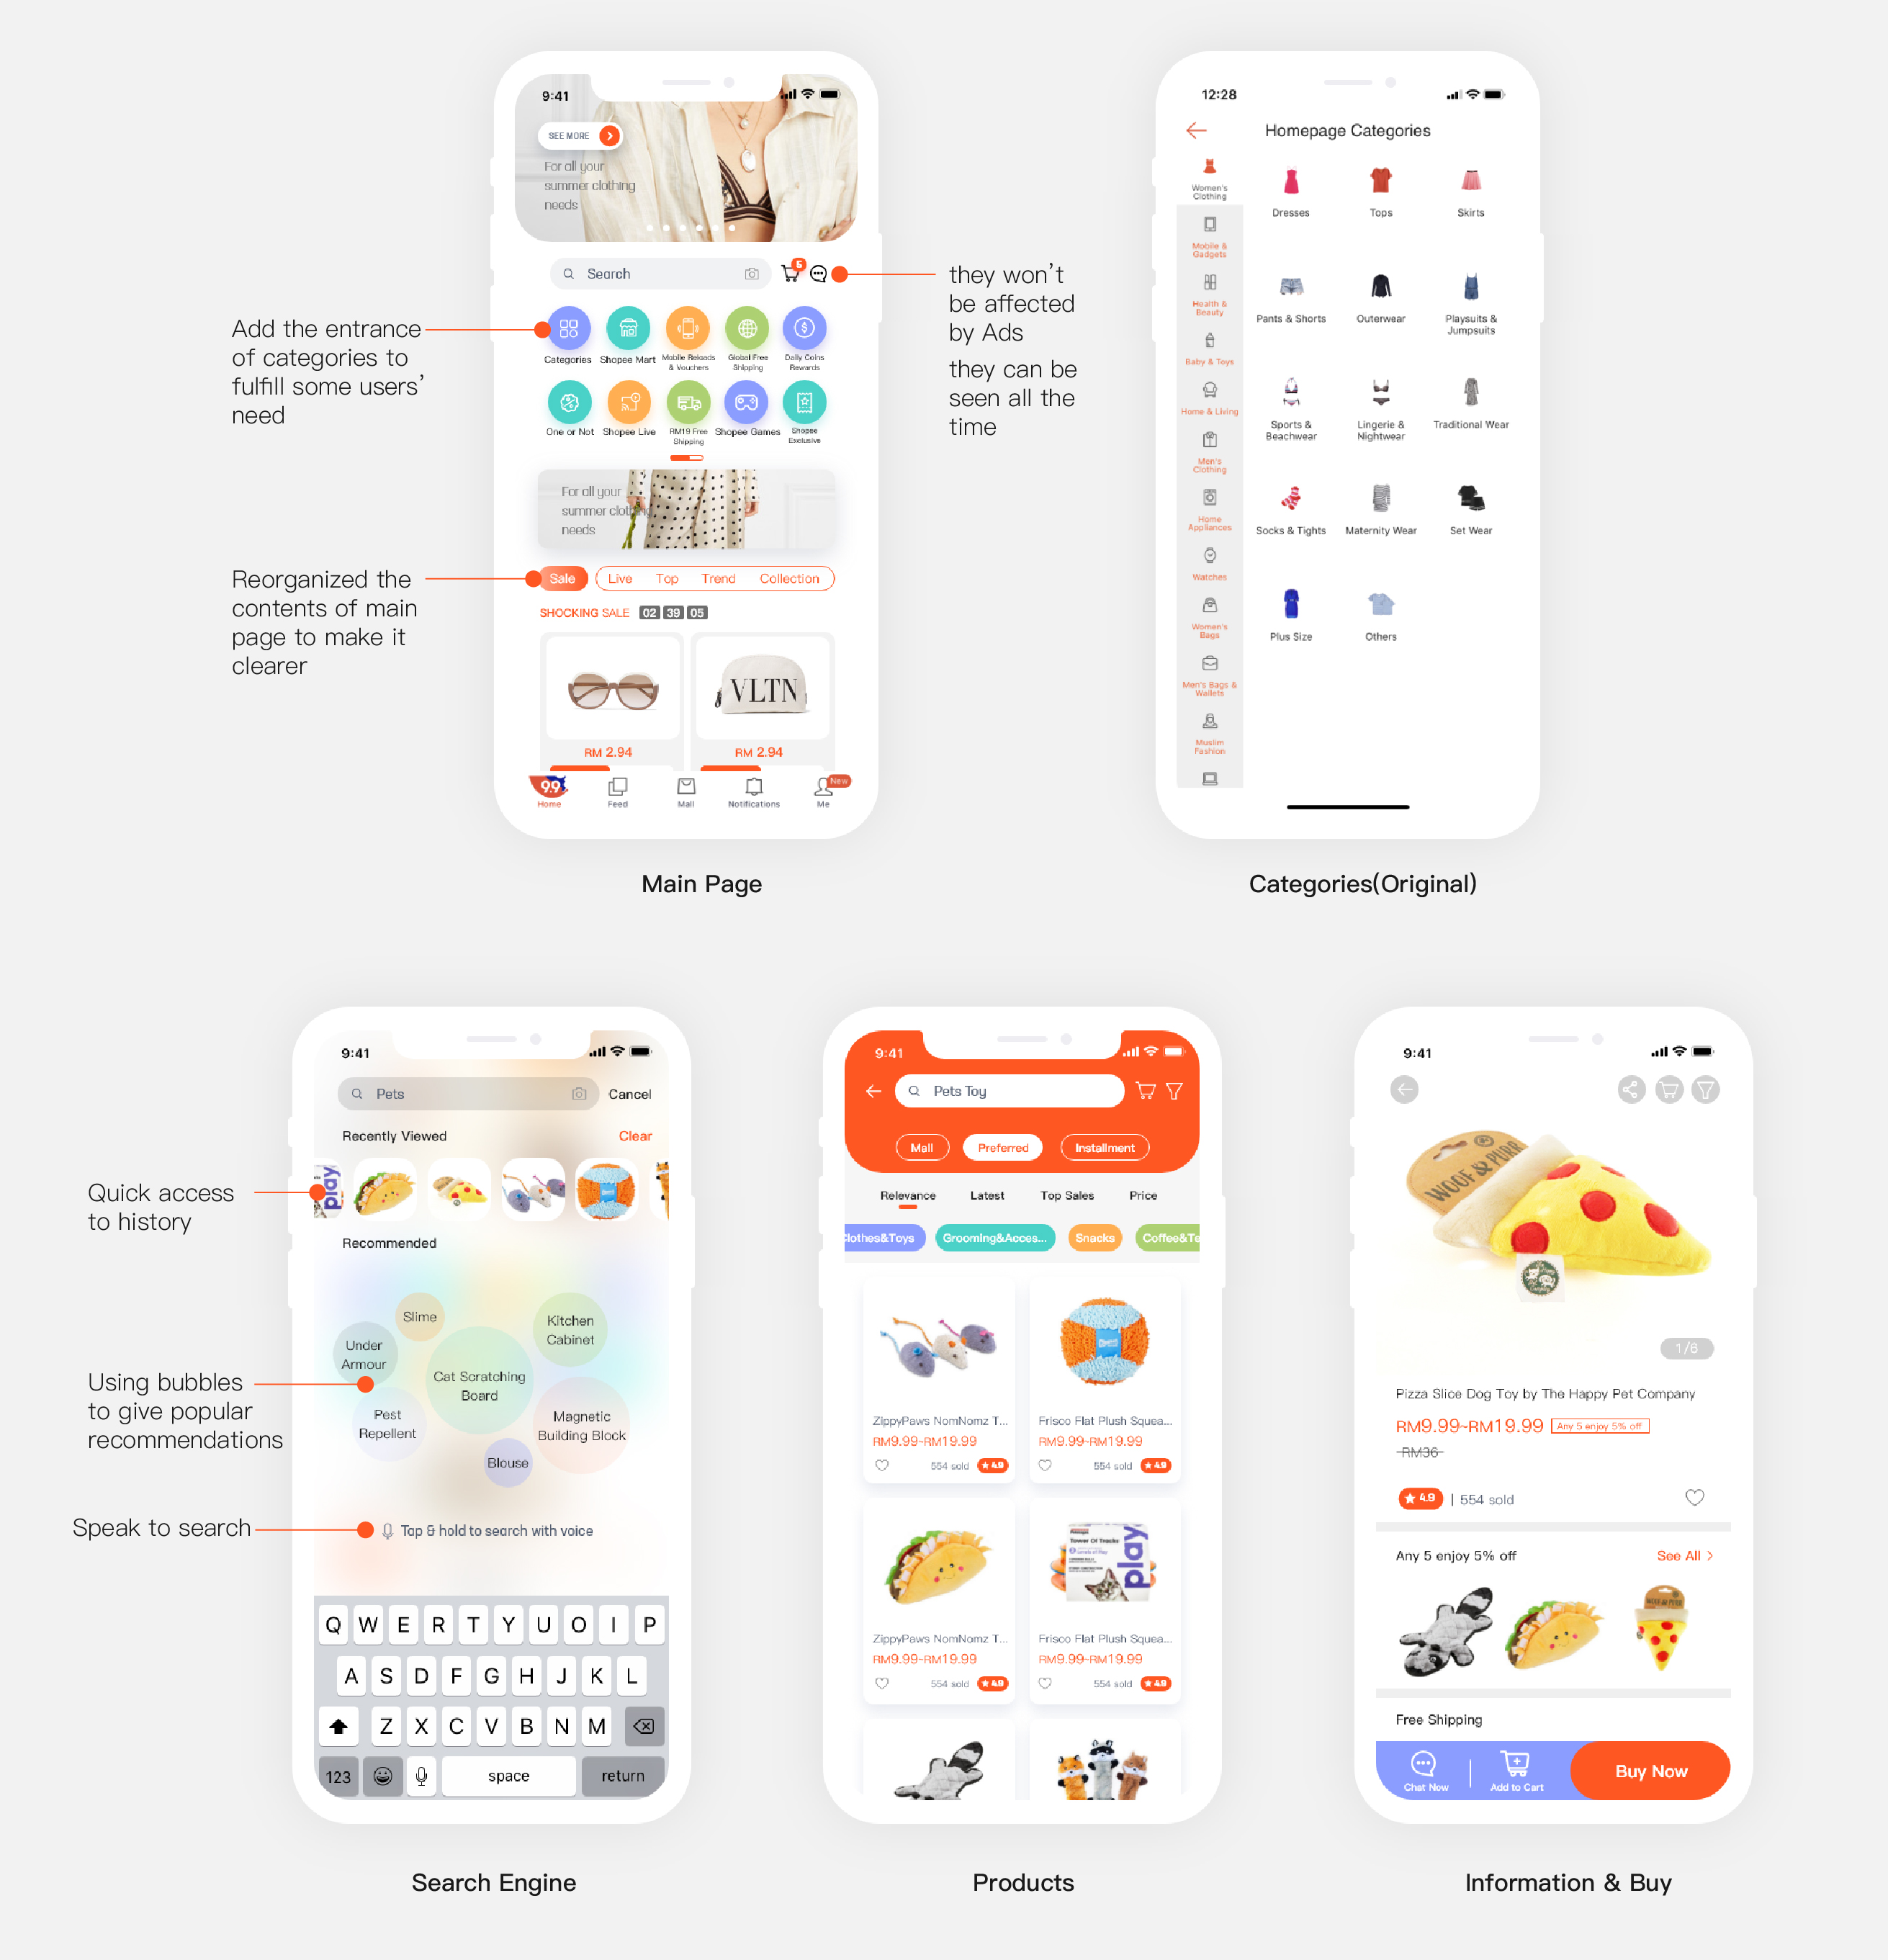 9:41
SEE MORE
For all your
summer clothing
needs
Search
5
Categories
Shopee Mart
Mobile Reloads
& Vouchers
Global Free
Shipping
Daily Coins
Rewards
One or Not
Shopee Live
RM19 Free
Shipping
Shopee Games
Shopee
Exclusive
For all your
summer clothing
needs
Sale
Live
Top
Trend
Collection
SHOCKING SALE 02 39 05
VLTN
RM 2.94
RM 2.94
9.9
New
Home
Feed
Mall
Notifications
Me
Add the entrance
of categories to
fulfill some users'
need
Reorganized the
contents of main
page to make it
clearer
they won't
be affected
by Ads
they can be
seen all the
time
Main Page
12:28
Homepage Categories
Women's
Clothing
Mobile &
Gadgets
Health &
Beauty
Baby & Toys
Home & Living
Men's
Clothing
Home
Appliances
Watches
Women's
Bags
Men's Bags &
Wallets
Muslim
Fashion
Dresses
Tops
Skirts
Pants & Shorts
Outerwear
Playsuits &
Jumpsuits
Sports &
Beachwear
Lingerie &
Nightwear
Traditional Wear
Socks & Tights
Maternity Wear
Set Wear
Plus Size
Others
Categories(Original)
9:41
Pets
Cancel
Recently Viewed
Clear
play
Recommended
Slime
Under
Armour
Kitchen
Cabinet
Cat Scratching
Board
Pest
Repellent
Magnetic
Building Block
Blouse
Tap & hold to search with voice
Q W E R T Y U O I P
A S D F G H J K L
Z X C V B N M
123
space
return
Quick access
to history
Using bubbles
to give popular
recommendations
Speak to search
Search Engine
9:41
Pets Toy
Mall
Preferred
Installment
Relevance
Latest
Top Sales
Price
Clothes&Toys
Grooming&Acces...
Snacks
Coffee&Te
ZippyPaws NomNomz T...
RM9.99~RM19.99
554 sold
4.9
Frisco Flat Plush Squea...
RM9.99~RM19.99
554 sold
4.9
Tower Of Tracks
play
ZippyPaws NomNomz T...
RM9.99~RM19.99
554 sold
4.9
Frisco Flat Plush Squea...
RM9.99~RM19.99
554 sold
4.9
Products
9:41
WOOF & PURR
1/6
Pizza Slice Dog Toy by The Happy Pet Company
RM9.99~RM19.99
Any 5 enjoy 5% off
RM36
4.9
554 sold
Any 5 enjoy 5% off
See All
WOOF & PURR
Free Shipping
Chat Now
Add to Cart
Buy Now
Information & Buy